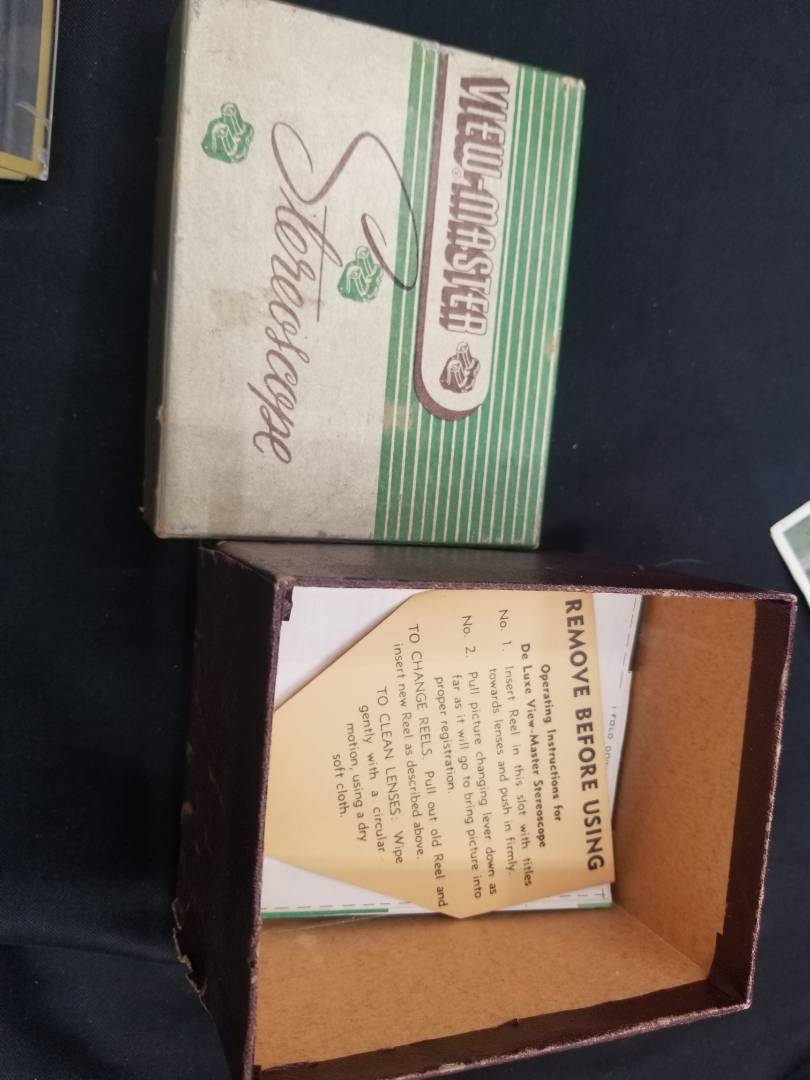 VIEW-MASTER®
Stereoscope
REMOVE BEFORE USING
Operating Instructions for
De Luxe View-Master Stereoscope
No. 1. Insert Reel in this slot with titles
towards lenses and push in firmly.
No. 2. Pull picture changing lever down as
far as it will go to bring picture into
proper registration.
TO CHANGE REELS. Pull out old Reel and
insert new Reel as described above.
TO CLEAN LENSES: Wipe
gently with a circular
motion, using a dry
soft cloth.
FOLD